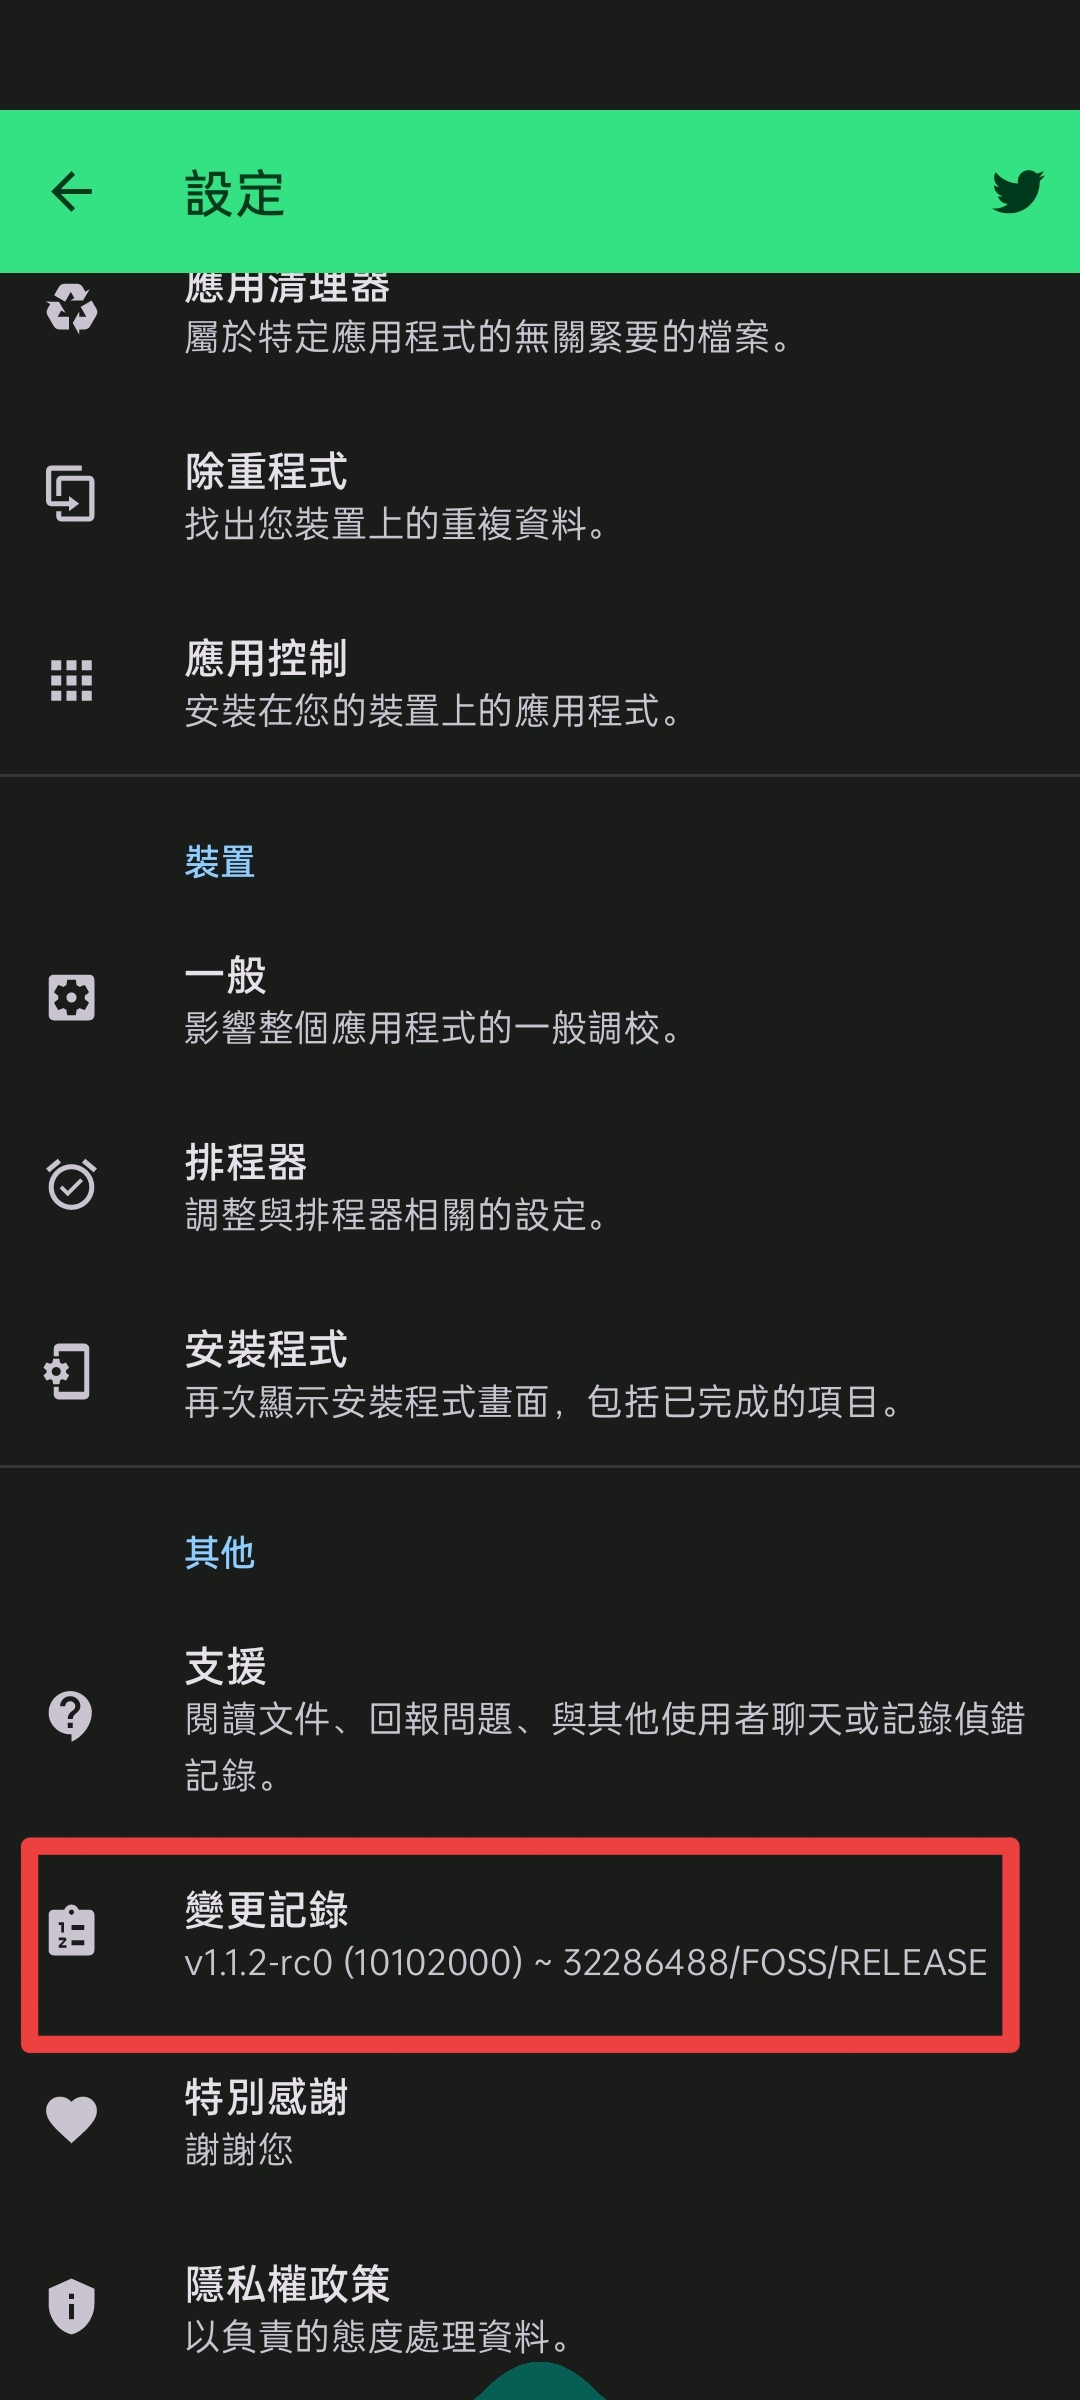 設定
應用清理器
屬於特定應用程式的無關緊要的檔案。
除重程式
找出您裝置上的重複資料。
應用控制
安裝在您的裝置上的應用程式。
裝置
一般
影響整個應用程式的一般調校。
排程器
調整與排程器相關的設定。
安裝程式
再次顯示安裝程式畫面，包括已完成的項目。
其他
支援
閱讀文件、回報問題、與其他使用者聊天或記錄偵錯
記錄。
變更記錄
v1.1.2-rc0 (10102000) ~ 32286488/FOSS/RELEASE
特別感謝
謝謝您
隱私權政策
以負責的態度處理資料。